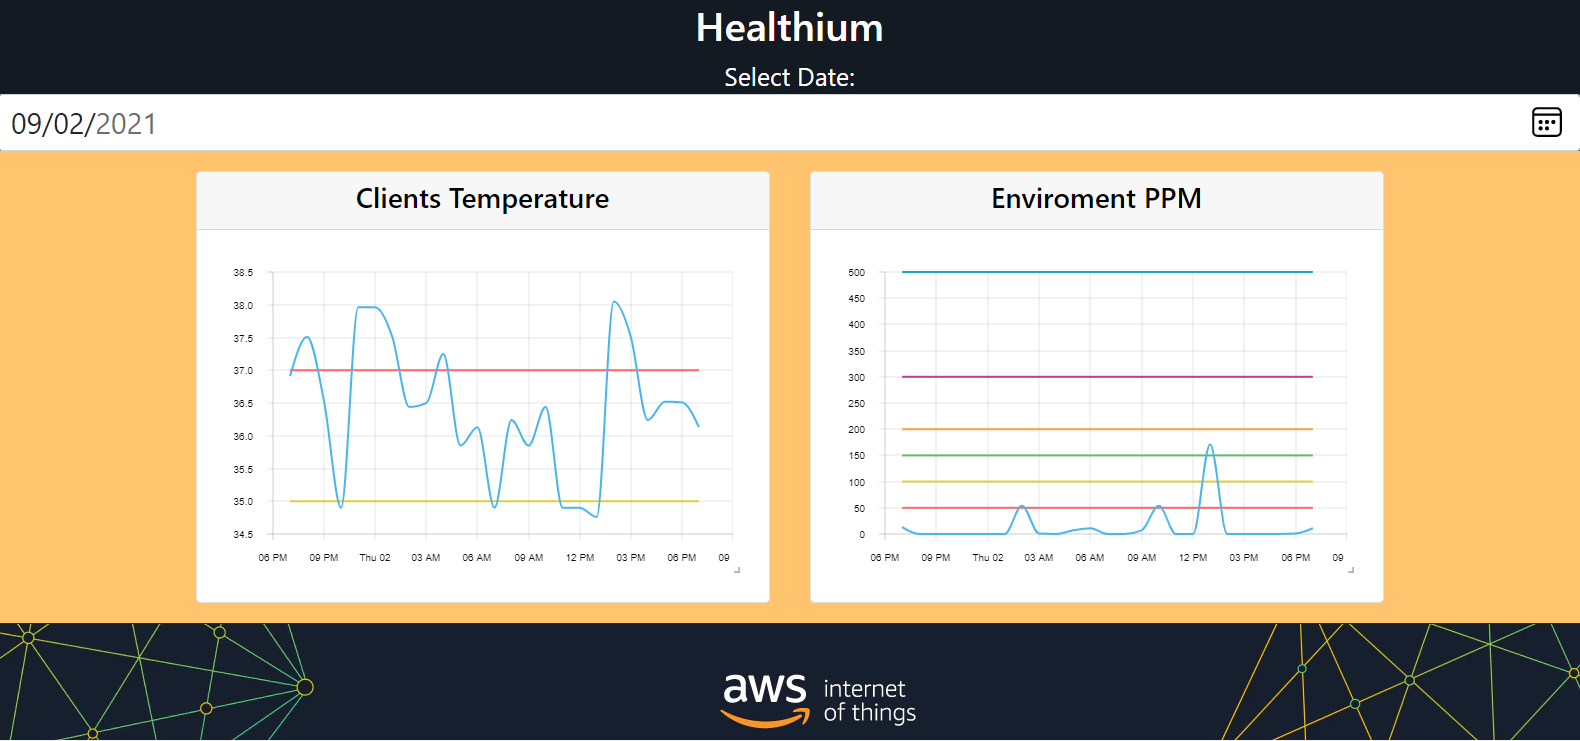 Healthium
Select Date:
09/02/2021
Clients Temperature
38.5
38.0
37.5
37.0
36.5
36.0
35.5
35.0
34.5
06 PM 09 PM Thu 02 03 AM 06 AM 09 AM 12 PM 03 PM 06 PM 09
Enviroment PPM
500
450
400
350
300
250
200
150
100
50
0
06 PM 09 PM Thu 02 03 AM 06 AM 09 AM 12 PM 03 PM 06 PM 09
aws internet
of things